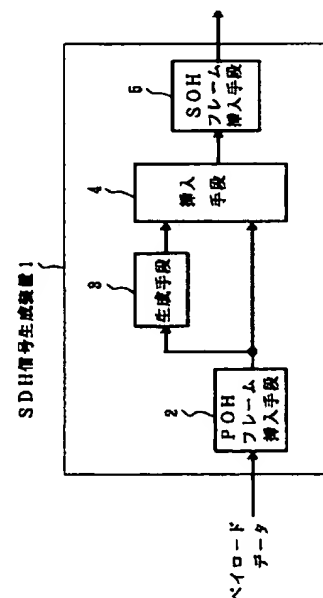 SDH信号生成装置1
ペイロード
データ
2
POH
フレーム
挿入手段
3
生成手段
4
挿入
手段
5
SOH
フレーム
挿入手段